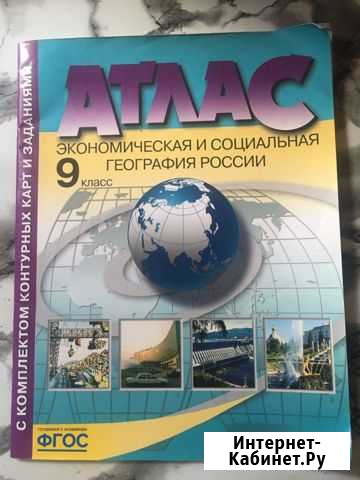 АТЛАС
ЭКОНОМИЧЕСКАЯ И СОЦИАЛЬНАЯ
ГЕОГРАФИЯ РОССИИ
9 класс
С КОМПЛЕКТОМ КОНТУРНЫХ КАРТ И ЗАДАНИЯМИ
ФГОС
Интернет-
Кабинет.Ру